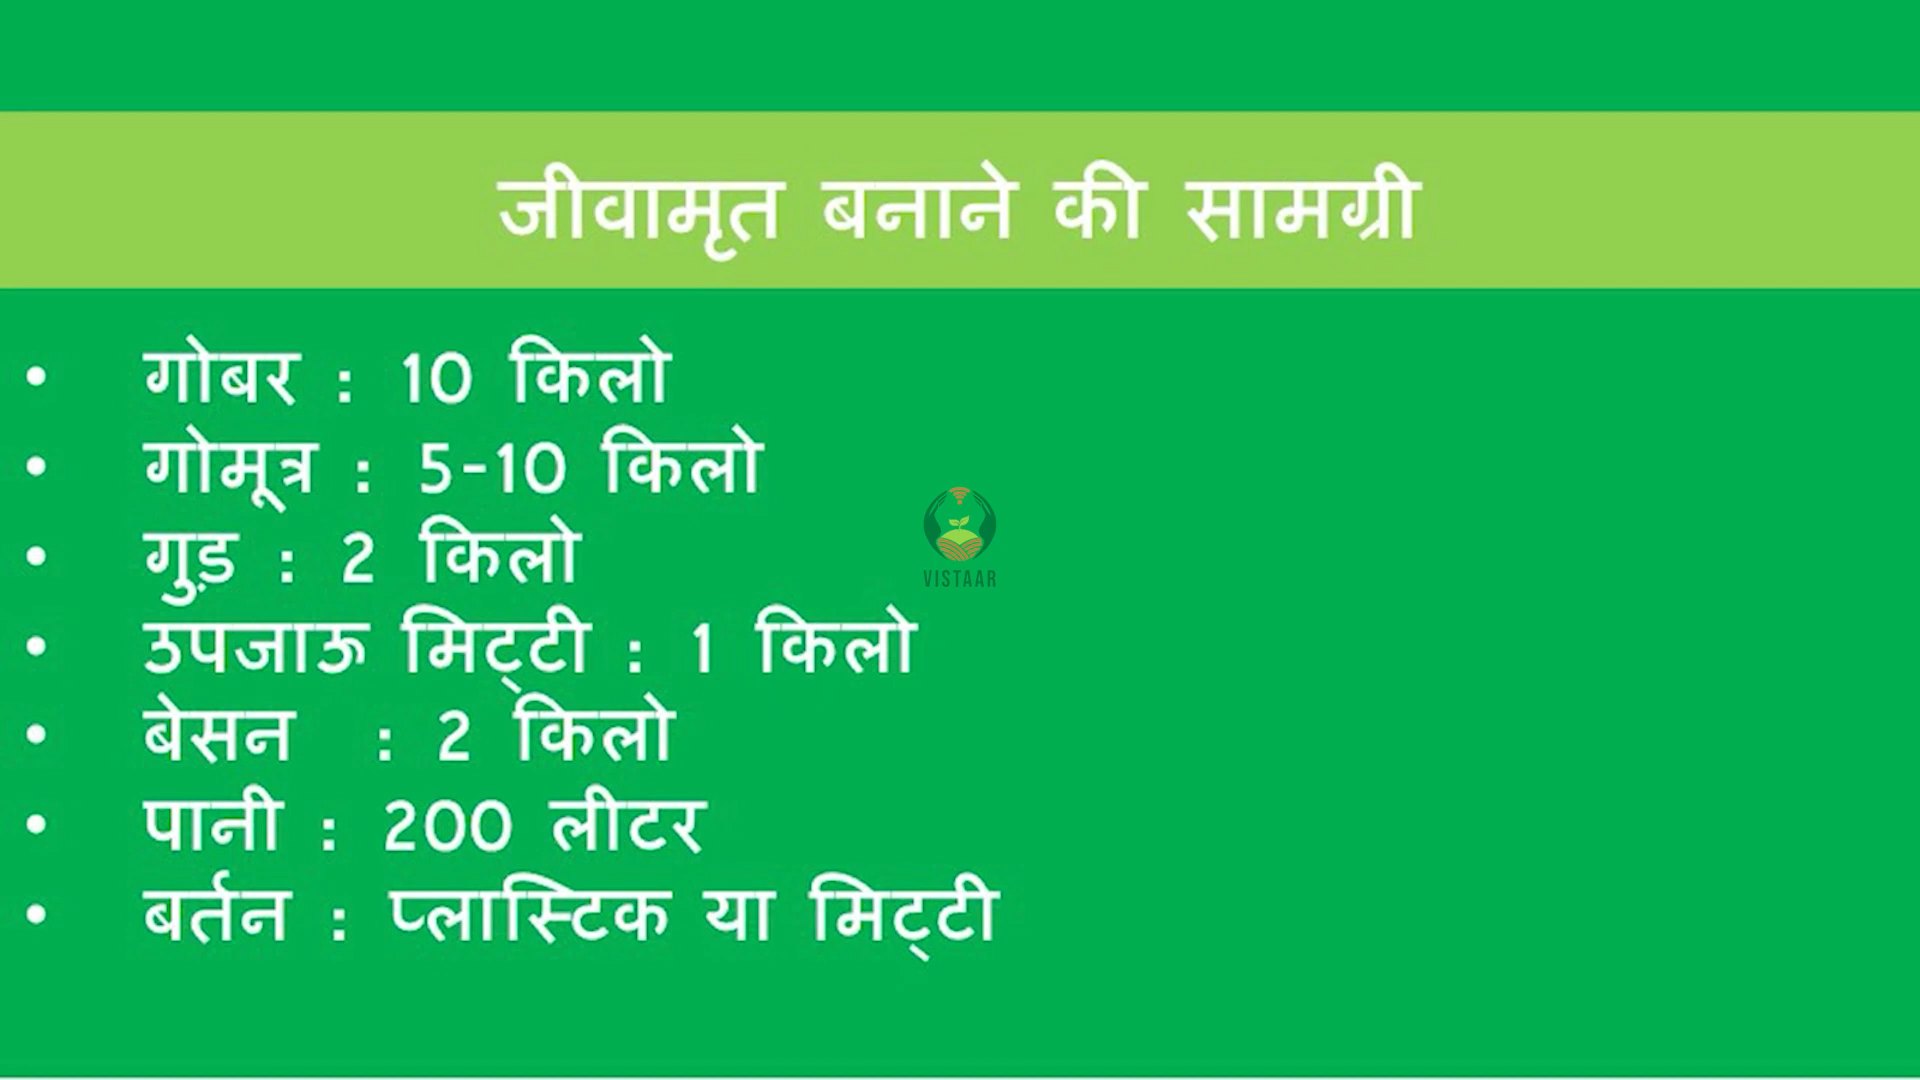 जीवामृत बनाने की सामग्री
• गोबर : 10 किलो
• गोमूत्र : 5-10 किलो
• गुड़ : 2 किलो
• उपजाऊ मिट्टी : 1 किलो
• बेसन : 2 किलो
• पानी : 200 लीटर
• बर्तन : प्लास्टिक या मिट्टी
VISTAAR